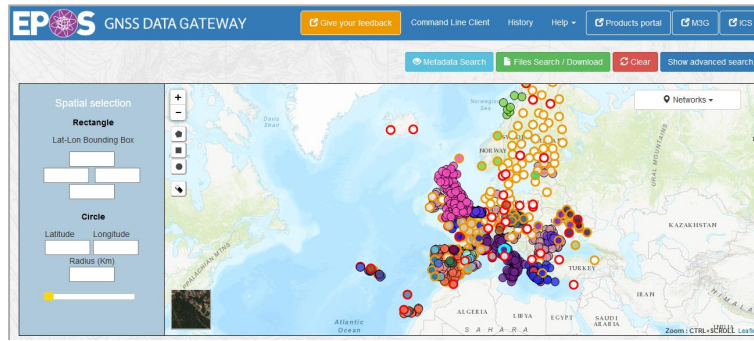 EPOS GNSS DATA GATEWAY
Give your feedback
Command Line Client
History
Help
Products portal
M3G
ICS
Metadata Search
Files Search / Download
Clear
Show advanced search
Spatial selection
Rectangle
Lat-Lon Bounding Box
Circle
Latitude Longitude
Radius (Km)
+
−
Networks
Davis
Strait
Norwegian
Sea
NORWAY
URAL MOUNTAINS
KAZAKHSTAN
TURKEY
IRAN
ALGERIA
LIBYA
EGYPT
SAUDI
ARABIA
SAHARA
Atlantic
Ocean
Zoom : CTRL+SCROLL